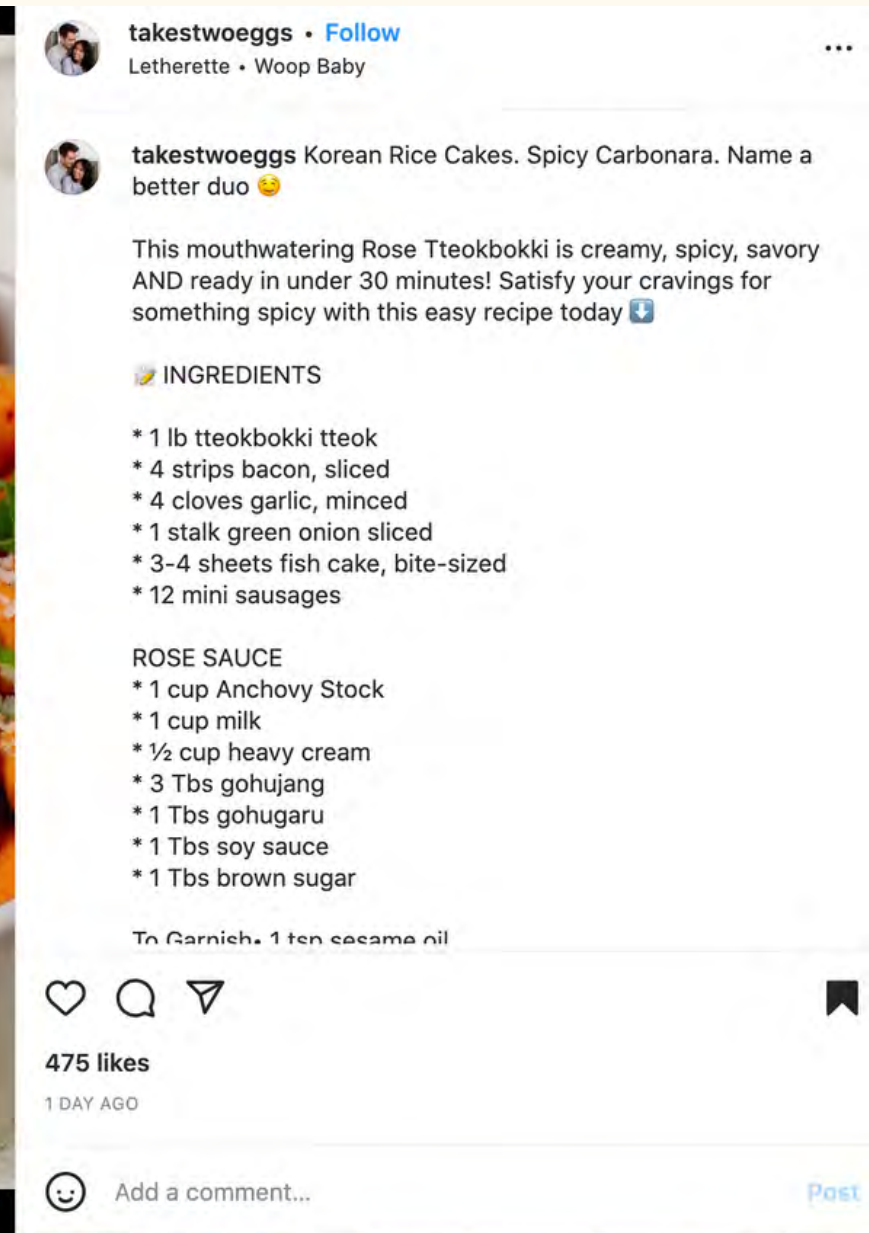 takestwoeggs • Follow
Letherette • Woop Baby
takestwoeggs Korean Rice Cakes. Spicy Carbonara. Name a
better duo ☺️
This mouthwatering Rose Tteokbokki is creamy, spicy, savory
AND ready in under 30 minutes! Satisfy your cravings for
something spicy with this easy recipe today ⬇️
📝 INGREDIENTS
* 1 lb tteokbokki tteok
* 4 strips bacon, sliced
* 4 cloves garlic, minced
* 1 stalk green onion sliced
* 3-4 sheets fish cake, bite-sized
* 12 mini sausages
ROSE SAUCE
* 1 cup Anchovy Stock
* 1 cup milk
* ½ cup heavy cream
* 3 Tbs gohujang
* 1 Tbs gohugaru
* 1 Tbs soy sauce
* 1 Tbs brown sugar
To Garnish• 1 tsp sesame oil
475 likes
1 DAY AGO
Add a comment...
Post